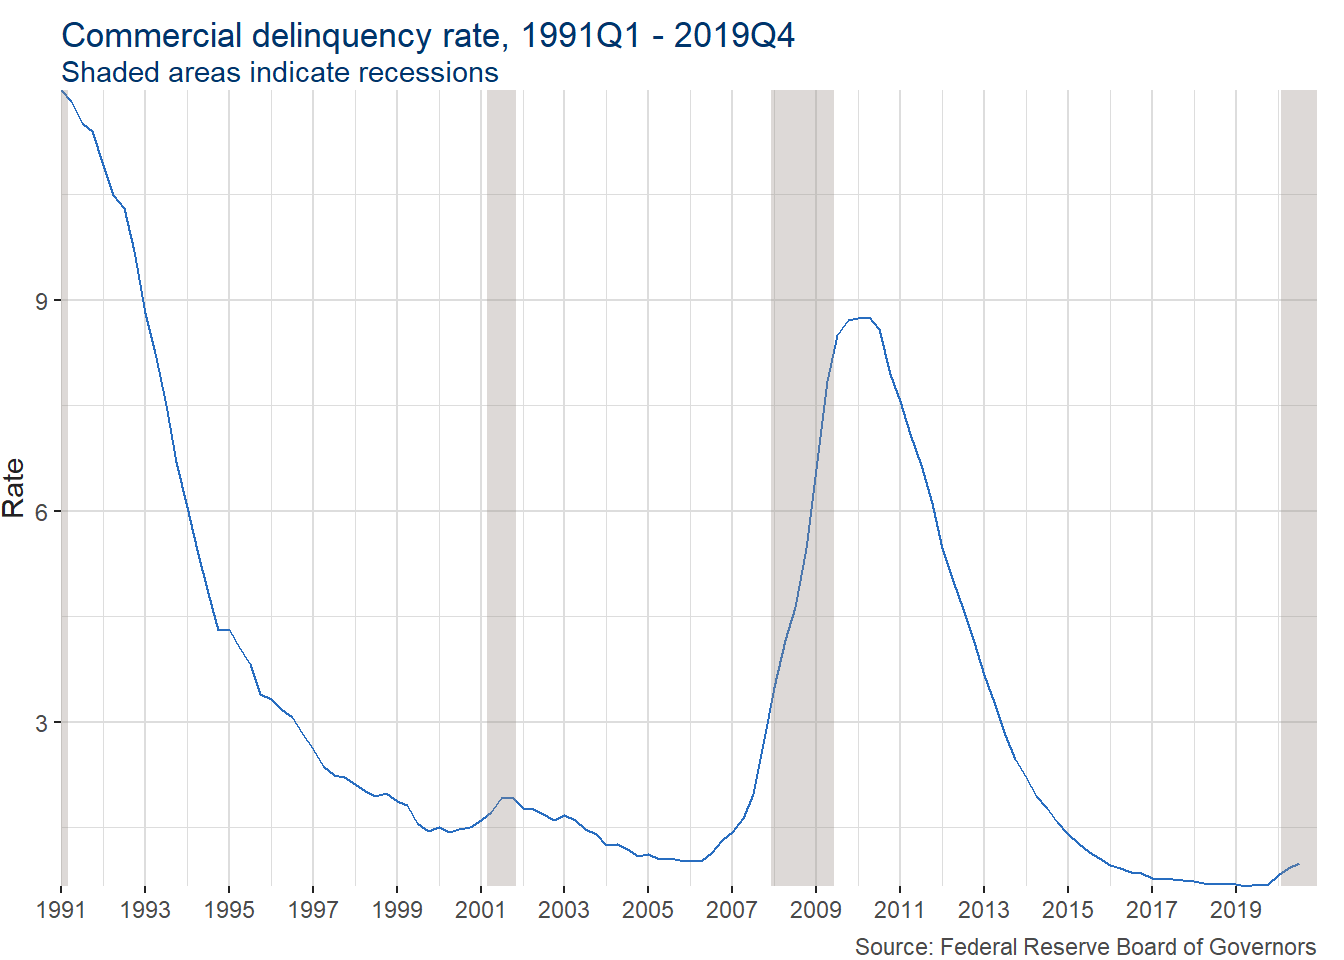 Commercial delinquency rate, 1991Q1 - 2019Q4
Shaded areas indicate recessions
Rate
9
6
3
1991 1993 1995 1997 1999 2001 2003 2005 2007 2009 2011 2013 2015 2017 2019
Source: Federal Reserve Board of Governors